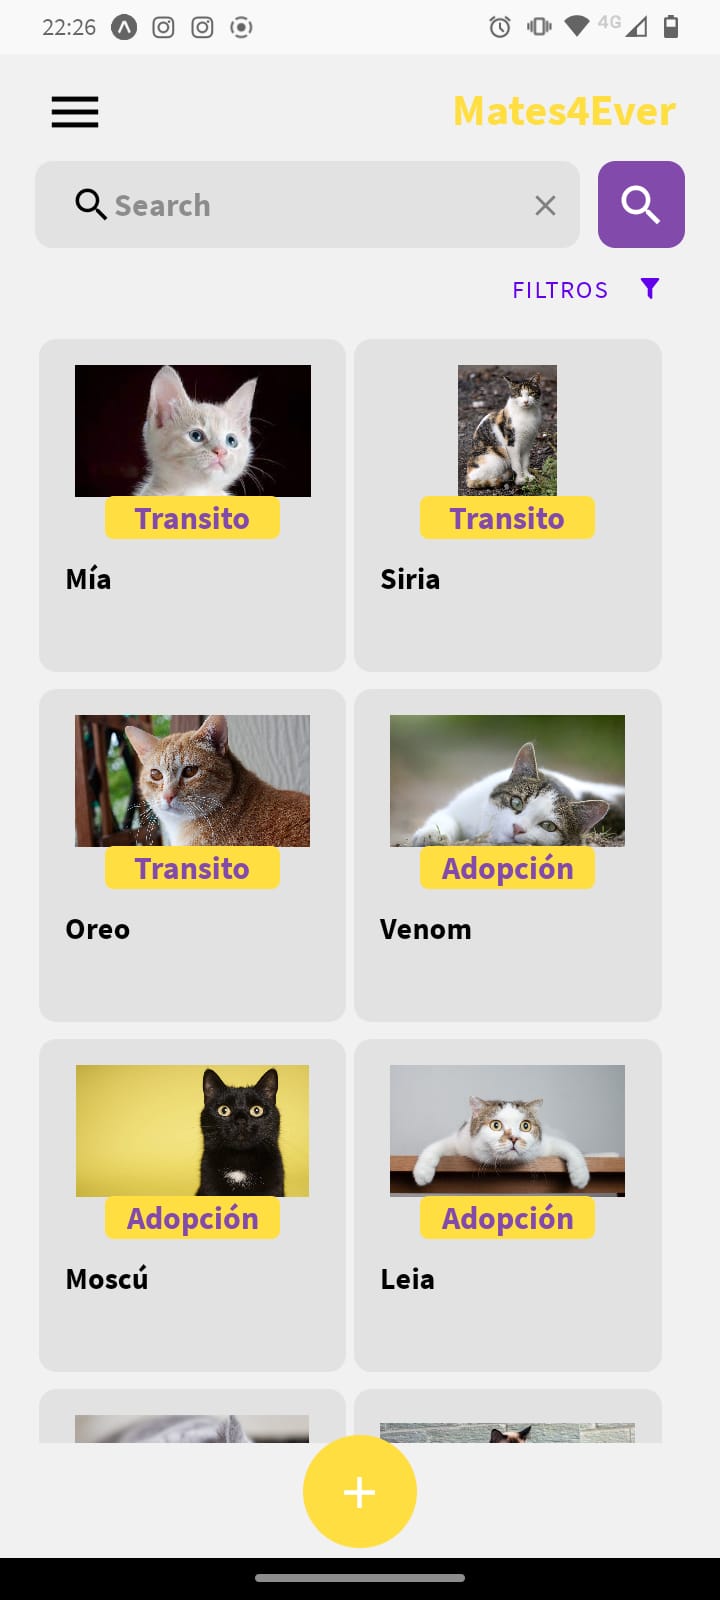 22:26
4G
Mates4Ever
Search
FILTROS
Transito
Transito
Mía
Siria
Transito
Adopción
Oreo
Venom
Adopción
Adopción
Moscú
Leia